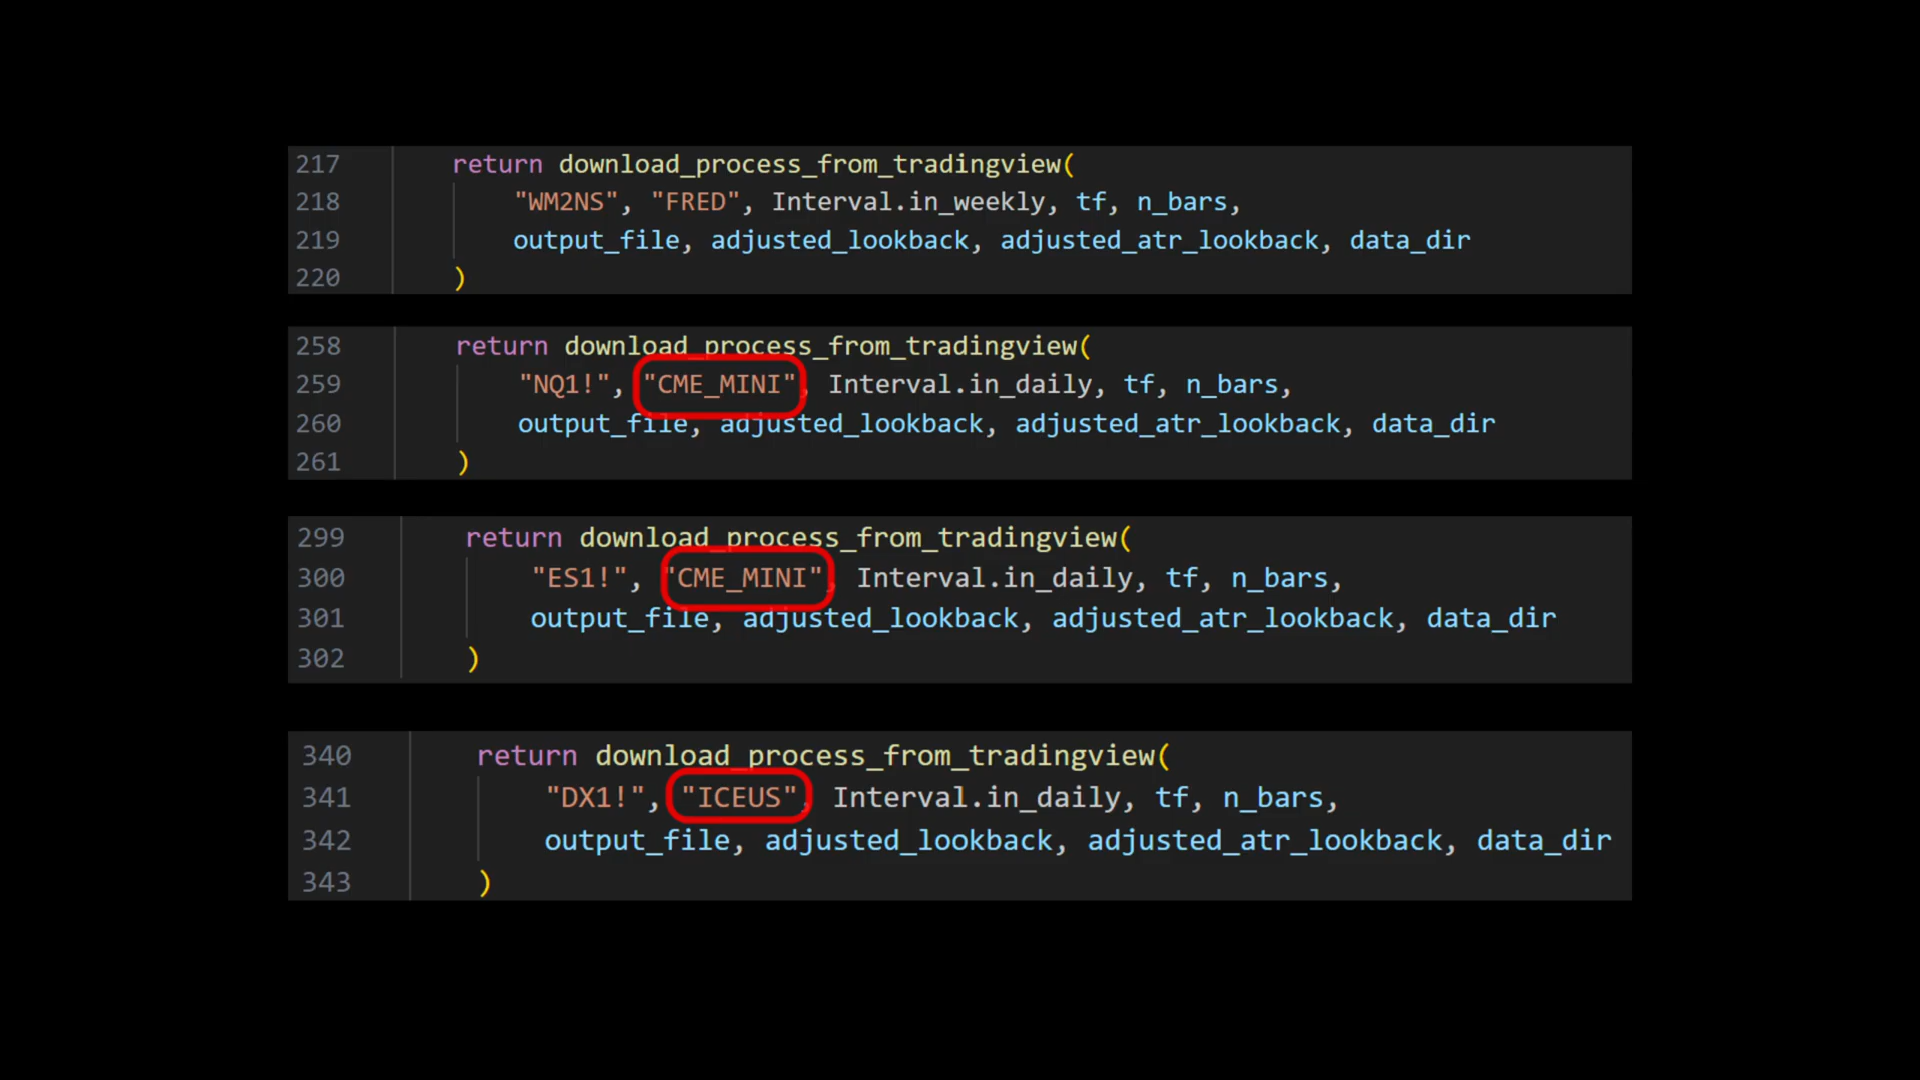 217 return download_process_from_tradingview(
218 "WM2NS", "FRED", Interval.in_weekly, tf, n_bars,
219 output_file, adjusted_lookback, adjusted_atr_lookback, data_dir
220 )
258 return download_process_from_tradingview(
259 "NQ1!", "CME_MINI", Interval.in_daily, tf, n_bars,
260 output_file, adjusted_lookback, adjusted_atr_lookback, data_dir
261 )
299 return download_process_from_tradingview(
300 "ES1!", "CME_MINI", Interval.in_daily, tf, n_bars,
301 output_file, adjusted_lookback, adjusted_atr_lookback, data_dir
302 )
340 return download_process_from_tradingview(
341 "DX1!", "ICEUS", Interval.in_daily, tf, n_bars,
342 output_file, adjusted_lookback, adjusted_atr_lookback, data_dir
343 )